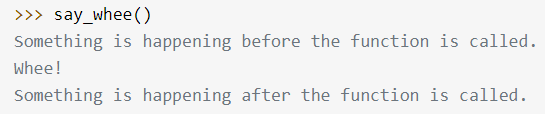 >>> say_whee()
Something is happening before the function is called.
Whee!
Something is happening after the function is called.